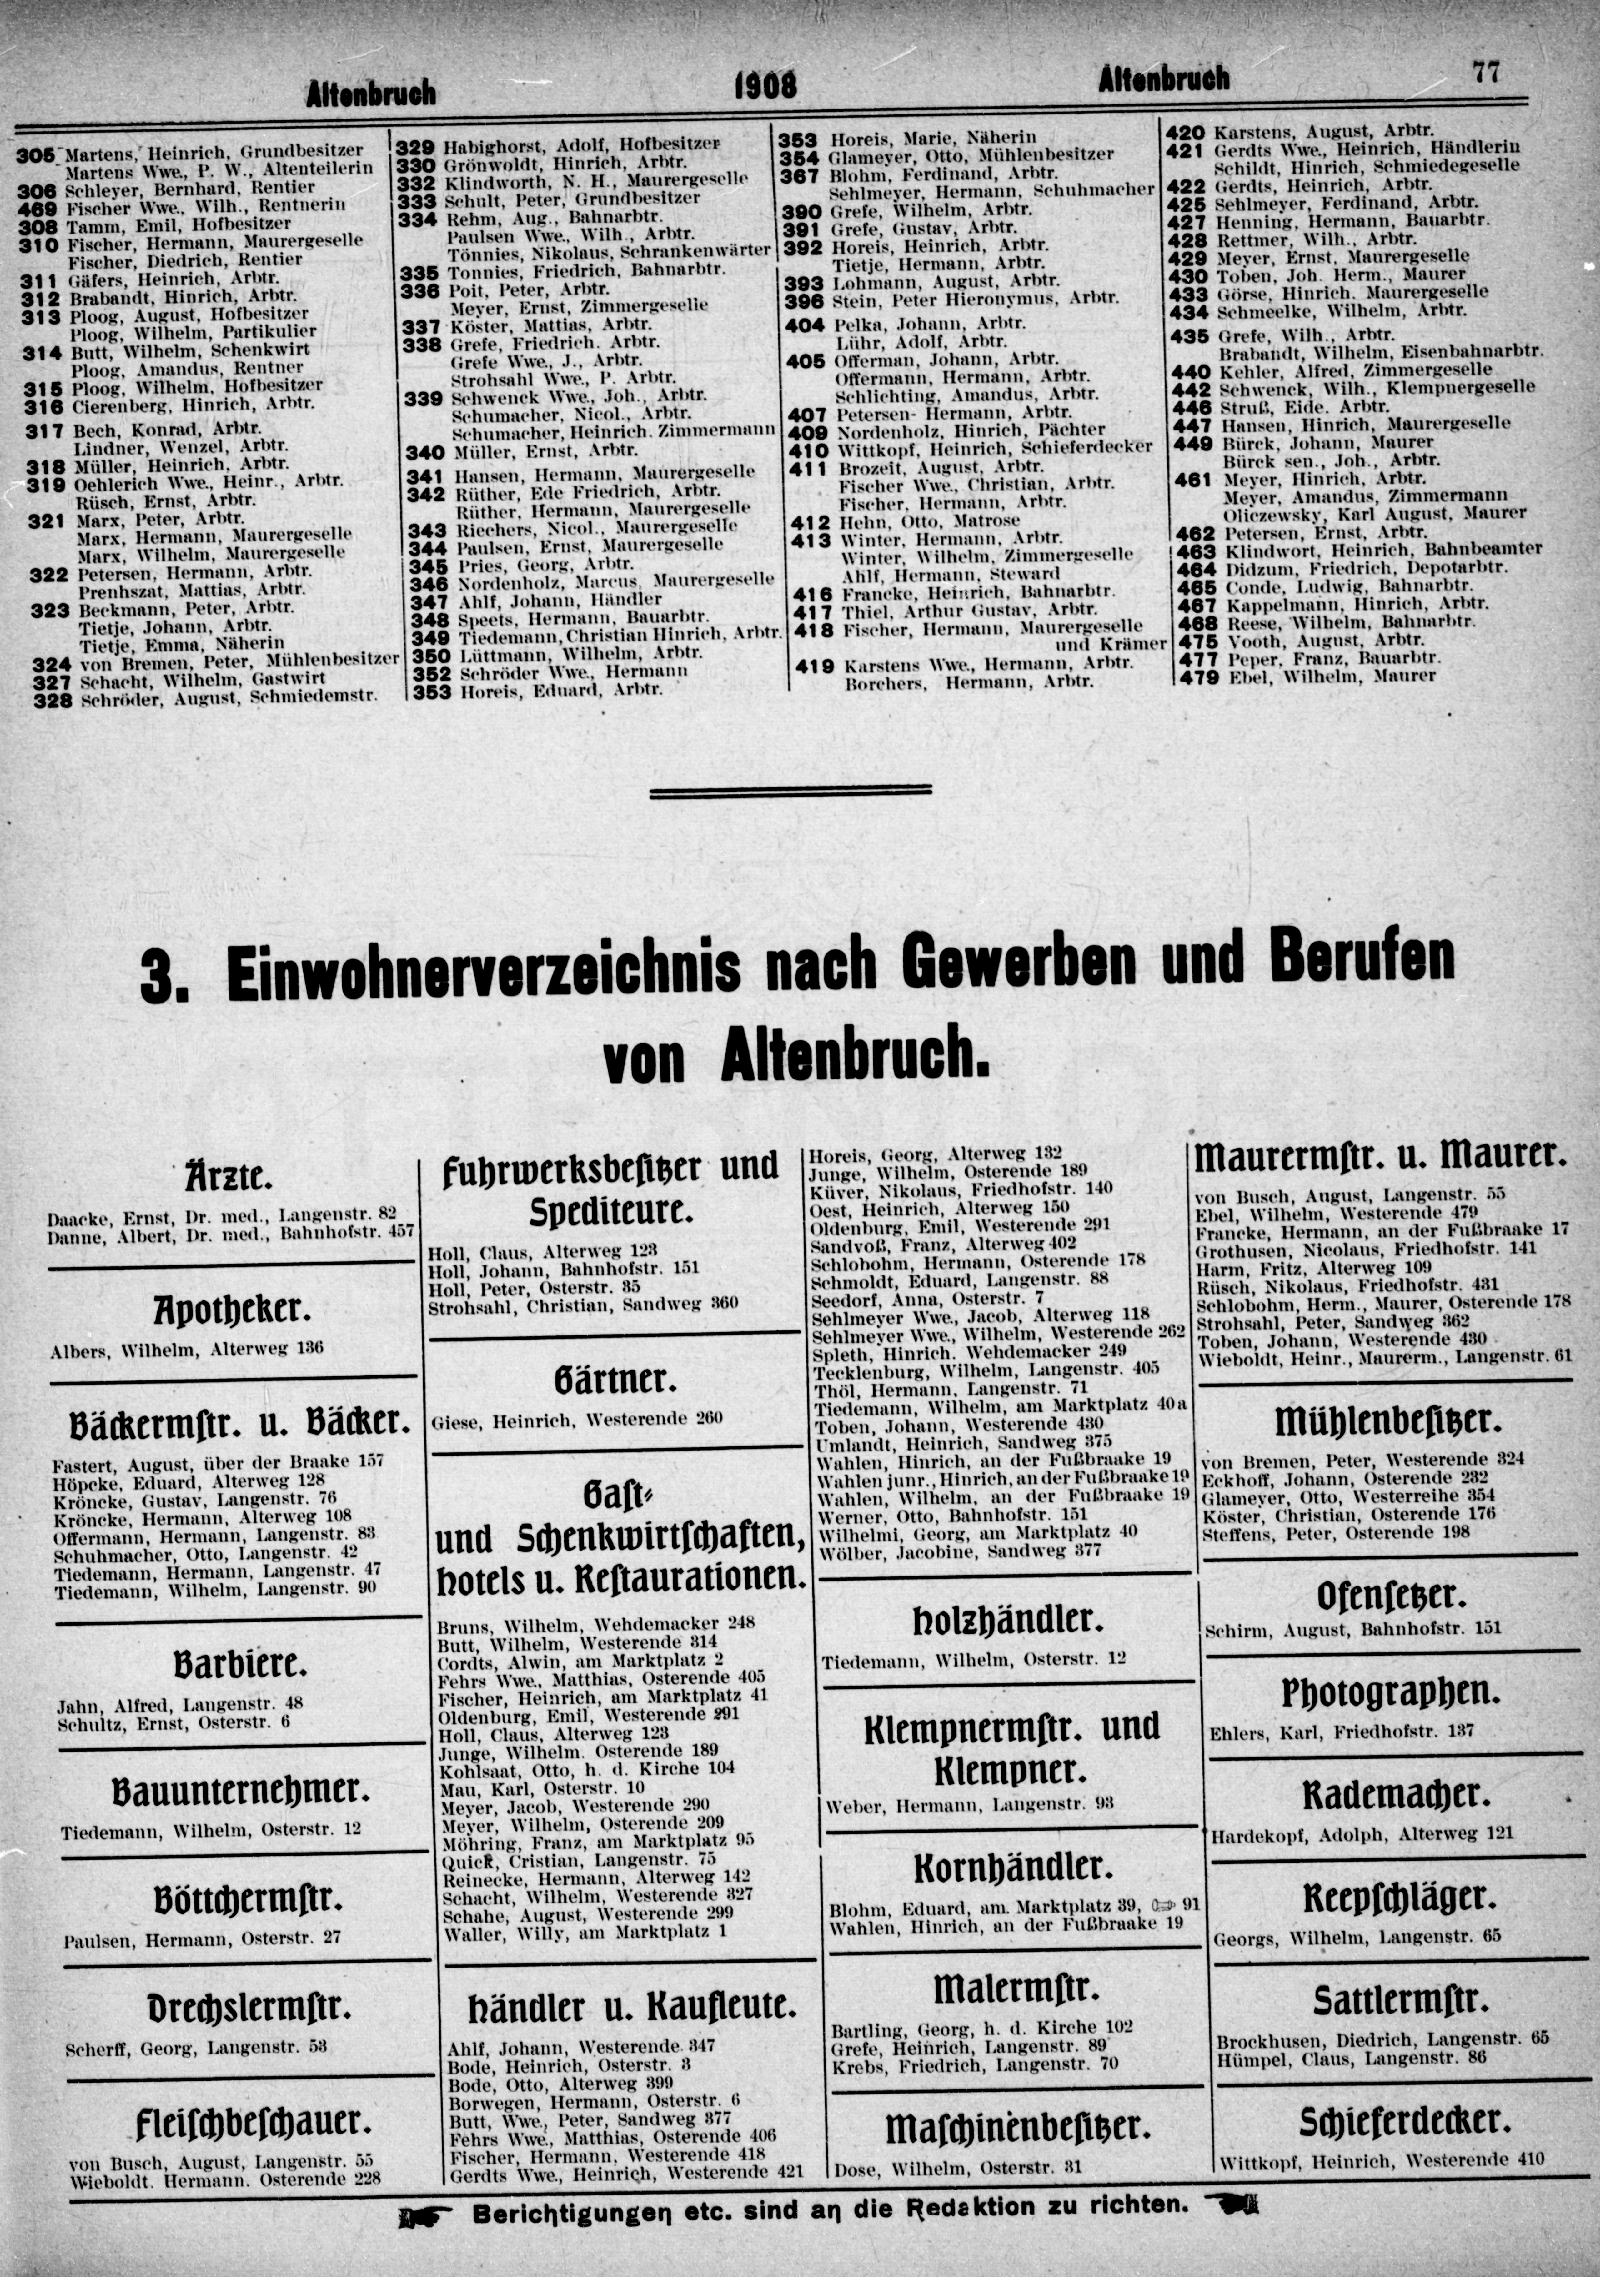 Altenbruch
1908
Altenbruch
77
305 Martens, Heinrich, Grundbesitzer
Martens Wwe., P. W., Altenteilerin
306 Schleyer, Bernhard, Rentier
469 Fischer Wwe., Wilh., Rentnerin
308 Tamm, Emil, Hofbesitzer
310 Fischer, Hermann, Maurergeselle
Fischer, Diedrich, Rentier
311 Gäfers, Heinrich, Arbtr.
312 Brabandt, Hinrich, Arbtr.
313 Ploog, August, Hofbesitzer
Ploog, Wilhelm, Partikulier
314 Butt, Wilhelm, Schenkwirt
Ploog, Amandus, Rentner
315 Ploog, Wilhelm, Hofbesitzer
316 Cierenberg, Hinrich, Arbtr.
317 Bech, Konrad, Arbtr.
Lindner, Wenzel, Arbtr.
318 Müller, Heinrich, Arbtr.
319 Oehlerich Wwe., Heinr., Arbtr.
Rüsch, Ernst, Arbtr.
321 Marx, Peter, Arbtr.
Marx, Hermann, Maurergeselle
Marx, Wilhelm, Maurergeselle
322 Petersen, Hermann, Arbtr.
Prenhszat, Mattias, Arbtr.
323 Beckmann, Peter, Arbtr.
Tietje, Johann, Arbtr.
Tietje, Emma, Näherin
324 von Bremen, Peter, Mühlenbesitzer
327 Schacht, Wilhelm, Gastwirt
328 Schröder, August, Schmiedemstr.
329 Habighorst, Adolf, Hofbesitzer
330 Grönwoldt, Hinrich, Arbtr.
332 Klindworth, N. H., Maurergeselle
333 Schult, Peter, Grundbesitzer
334 Rehm, Aug., Bahnarbtr.
Paulsen Wwe., Wilh., Arbtr.
Tönnies, Nikolaus, Schrankenwärter
335 Tonnies, Friedrich, Bahnarbtr.
336 Poit, Peter, Arbtr.
Meyer, Ernst, Zimmergeselle
337 Köster, Mattias, Arbtr.
338 Grefe, Friedrich. Arbtr.
Grefe Wwe., J., Arbtr.
Strohsahl Wwe., P. Arbtr.
339 Schwenck Wwe., Joh., Arbtr.
Schumacher, Nicol., Arbtr.
Schumacher, Heinrich. Zimmermann
340 Müller, Ernst, Arbtr.
341 Hansen, Hermann, Maurergeselle
342 Rüther, Ede Friedrich, Arbtr.
Rüther, Hermann, Maurergeselle
343 Riechers, Nicol., Maurergeselle
344 Paulsen, Ernst, Maurergeselle
345 Pries, Georg, Arbtr.
346 Nordenholz, Marcus, Maurergeselle
347 Ahlf, Johann, Händler
348 Speets, Hermann, Bauarbtr.
349 Tiedemann, Christian Hinrich, Arbtr.
350 Lüttmann, Wilhelm, Arbtr.
352 Schröder Wwe., Hermann
353 Horeis, Eduard, Arbtr.
353 Horeis, Marie, Näherin
354 Glameyer, Otto, Mühlenbesitzer
367 Blohm, Ferdinand, Arbtr.
Sehlmeyer, Hermann, Schuhmacher
390 Grefe, Wilhelm, Arbtr.
391 Grefe, Gustav, Arbtr.
392 Horeis, Heinrich, Arbtr.
Tietje, Hermann, Arbtr.
393 Lohmann, August, Arbtr.
396 Stein, Peter Hieronymus, Arbtr.
404 Pelka, Johann, Arbtr.
Lühr, Adolf, Arbtr.
405 Offerman, Johann, Arbtr.
Offermann, Hermann, Arbtr.
Schlichting, Amandus, Arbtr.
407 Petersen- Hermann, Arbtr.
409 Nordenholz, Hinrich, Pächter
410 Wittkopf, Heinrich, Schieferdecker
411 Brozeit, August, Arbtr.
Fischer Wwe., Christian, Arbtr.
Fischer, Hermann, Arbtr.
412 Hehn, Otto, Matrose
413 Winter, Hermann, Arbtr.
Winter, Wilhelm, Zimmergeselle
Ahlf, Hermann, Steward
416 Francke, Heinrich, Bahnarbtr.
417 Thiel, Arthur Gustav, Arbtr.
418 Fischer, Hermann, Maurergeselle
und Krämer
419 Karstens Wwe., Hermann, Arbtr.
Borchers, Hermann, Arbtr.
420 Karstens, August, Arbtr.
421 Gerdts Wwe., Heinrich, Händlerin
Schildt, Hinrich, Schmiedegeselle
422 Gerdts, Heinrich, Arbtr.
425 Sehlmeyer, Ferdinand, Arbtr.
427 Henning, Hermann, Bauarbtr.
428 Rettmer, Wilh., Arbtr.
429 Meyer, Ernst, Maurergeselle
430 Toben, Joh. Herm., Maurer
433 Görse, Hinrich. Maurergeselle
434 Schmeelke, Wilhelm, Arbtr.
435 Grefe, Wilh., Arbtr.
Brabandt, Wilhelm, Eisenbahnarbtr.
440 Kehler, Alfred, Zimmergeselle
442 Schwenck, Wilh., Klempnergeselle
446 Struß, Eide. Arbtr.
447 Hansen, Hinrich, Maurergeselle
449 Bürck, Johann, Maurer
Bürck sen., Joh., Arbtr.
461 Meyer, Hinrich, Arbtr.
Meyer, Amandus, Zimmermann
Oliczewsky, Karl August, Maurer
462 Petersen, Ernst, Arbtr.
463 Klindwort, Heinrich, Bahnbeamter
464 Didzum, Friedrich, Depotarbtr.
465 Conde, Ludwig, Bahnarbtr.
467 Kappelmann, Hinrich, Arbtr.
468 Reese, Wilhelm, Bahnarbtr.
475 Vooth, August, Arbtr.
477 Peper, Franz, Bauarbtr.
479 Ebel, Wilhelm, Maurer
3. Einwohnerverzeichnis nach Gewerben und Berufen
von Altenbruch.
Ärzte.
Daacke, Ernst, Dr. med., Langenstr. 82
Danne, Albert, Dr. med., Bahnhofstr. 457
Apotheker.
Albers, Wilhelm, Alterweg 136
Bäckermstr. u. Bäcker.
Fastert, August, über der Braake 157
Höpcke, Eduard, Alterweg 128
Kröncke, Gustav, Langenstr. 76
Kröncke, Hermann, Alterweg 108
Offermann, Hermann, Langenstr. 83
Schuhmacher, Otto, Langenstr. 42
Tiedemann, Hermann, Langenstr. 47
Tiedemann, Wilhelm, Langenstr. 90
Barbiere.
Jahn, Alfred, Langenstr. 48
Schultz, Ernst, Osterstr. 6
Bauunternehmer.
Tiedemann, Wilhelm, Osterstr. 12
Böttchermstr.
Paulsen, Hermann, Osterstr. 27
Drechslermstr.
Scherff, Georg, Langenstr. 53
Fleischbeschauer.
von Busch, August, Langenstr. 55
Wieboldt, Hermann. Osterende 228
Fuhrwerksbesitzer und
Spediteure.
Holl, Claus, Alterweg 123
Holl, Johann, Bahnhofstr. 151
Holl, Peter, Osterstr. 35
Strohsahl, Christian, Sandweg 360
Gärtner.
Giese, Heinrich, Westerende 260
Gast-
und Schenkwirtschaften,
Hotels u. Restaurationen.
Bruns, Wilhelm, Wehdemacker 248
Butt, Wilhelm, Westerende 314
Cordts, Alwin, am Marktplatz 2
Fehrs Wwe., Matthias, Osterende 405
Fischer, Heinrich, am Marktplatz 41
Oldenburg, Emil, Westerende 291
Holl, Claus, Alterweg 123
Junge, Wilhelm. Osterende 189
Kohlsaat, Otto, h. d. Kirche 104
Mau, Karl, Osterstr. 10
Meyer, Jacob, Westerende 290
Meyer, Wilhelm, Osterende 209
Möhring, Franz, am Marktplatz 95
Quick, Cristian, Langenstr. 75
Reinecke, Hermann, Alterweg 142
Schacht, Wilhelm, Westerende 327
Schahe, August, Westerende 299
Waller, Willy, am Marktplatz 1
Händler u. Kaufleute.
Ahlf, Johann, Westerende 347
Bode, Heinrich, Osterstr. 3
Bode, Otto, Alterweg 399
Borwegen, Hermann, Osterstr. 6
Butt, Wwe., Peter, Sandweg 377
Fehrs Wwe., Matthias, Osterende 406
Fischer, Hermann, Westerende 418
Gerdts Wwe., Heinrich, Westerende 421
Horeis, Georg, Alterweg 132
Junge, Wilhelm, Osterende 189
Küver, Nikolaus, Friedhofstr. 140
Oest, Heinrich, Alterweg 150
Oldenburg, Emil, Westerende 291
Sandvoß, Franz, Alterweg 402
Schlobohm, Hermann, Osterende 178
Schmoldt, Eduard, Langenstr. 88
Seedorf, Anna, Osterstr. 7
Sehlmeyer Wwe., Jacob, Alterweg 118
Sehlmeyer Wwe., Wilhelm, Westerende 262
Spleth, Hinrich. Wehdemacker 249
Tecklenburg, Wilhelm, Langenstr. 405
Thöl, Hermann, Langenstr. 71
Tiedemann, Wilhelm, am Marktplatz 40a
Toben, Johann, Westerende 430
Umlandt, Heinrich, Sandweg 375
Wahlen, Hinrich, an der Fußbraake 19
Wahlen junr., Hinrich, an der Fußbraake 19
Wahlen, Wilhelm, an der Fußbraake 19
Werner, Otto, Bahnhofstr. 151
Wilhelmi, Georg, am Marktplatz 40
Wölber, Jacobine, Sandweg 377
Holzhändler.
Tiedemann, Wilhelm, Osterstr. 12
Klempnermstr. und
Klempner.
Weber, Hermann, Langenstr. 93
Kornhändler.
Blohm, Eduard, am Marktplatz 39, 91
Wahlen, Hinrich, an der Fußbraake 19
Malermstr.
Bartling, Georg, h. d. Kirche 102
Grefe, Heinrich, Langenstr. 89
Krebs, Friedrich, Langenstr. 70
Maschinenbesitzer.
Dose, Wilhelm, Osterstr. 31
Maurermstr. u. Maurer.
von Busch, August, Langenstr. 55
Ebel, Wilhelm, Westerende 479
Francke, Hermann, an der Fußbraake 17
Grothusen, Nicolaus, Friedhofstr. 141
Harm, Fritz, Alterweg 109
Rüsch, Nikolaus, Friedhofstr. 431
Schlobohm, Herm., Maurer, Osterende 178
Strohsahl, Peter, Sandweg 362
Toben, Johann, Westerende 430
Wieboldt, Heinr., Maurerm., Langenstr. 61
Mühlenbesitzer.
von Bremen, Peter, Westerende 324
Eckhoff, Johann, Osterende 232
Glameyer, Otto, Westerreihe 354
Köster, Christian, Osterende 176
Steffens, Peter, Osterende 198
Ofensetzer.
Schirm, August, Bahnhofstr. 151
Photographen.
Ehlers, Karl, Friedhofstr. 137
Rademacher.
Hardekopf, Adolph, Alterweg 121
Reepschläger.
Georgs, Wilhelm, Langenstr. 65
Sattlermstr.
Brockhusen, Diedrich, Langenstr. 65
Hümpel, Claus, Langenstr. 86
Schieferdecker.
Wittkopf, Heinrich, Westerende 410
Berichtigungen etc. sind an die Redaktion zu richten.